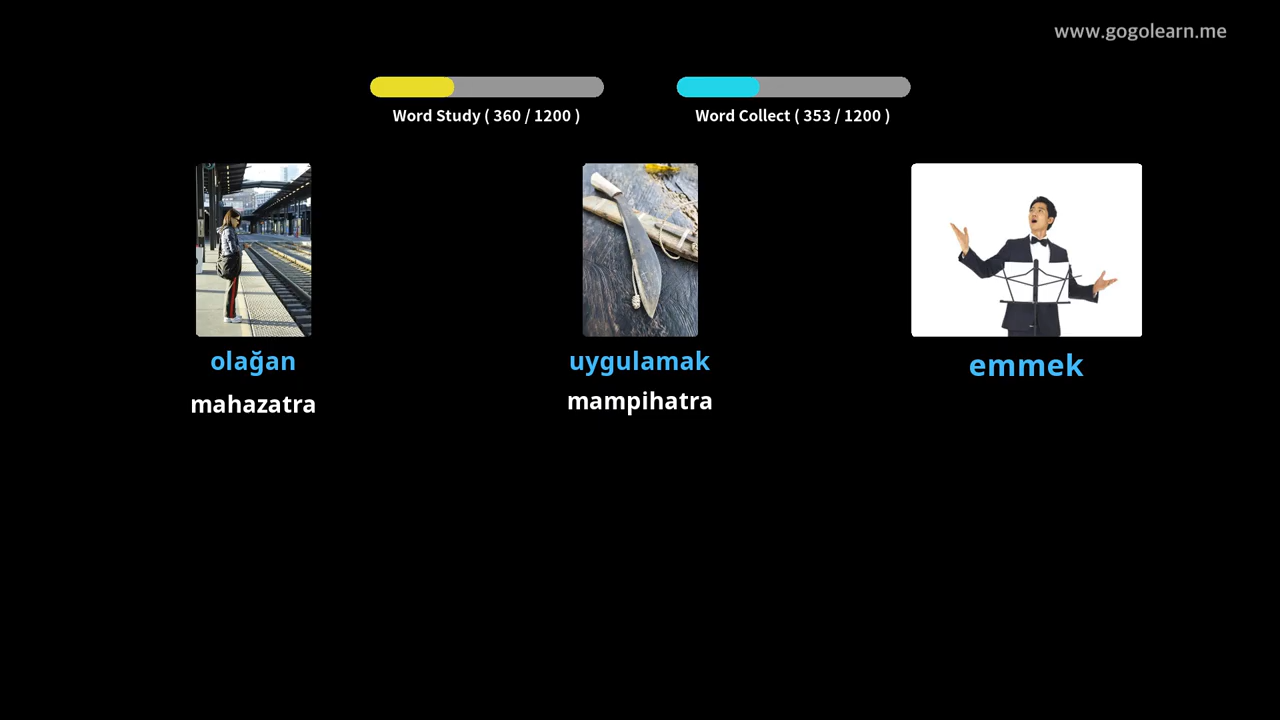 www.gogolearn.me
Word Study ( 360 / 1200 )
Word Collect ( 353 / 1200 )
olağan
mahazatra
uygulamak
mampihatra
emmek